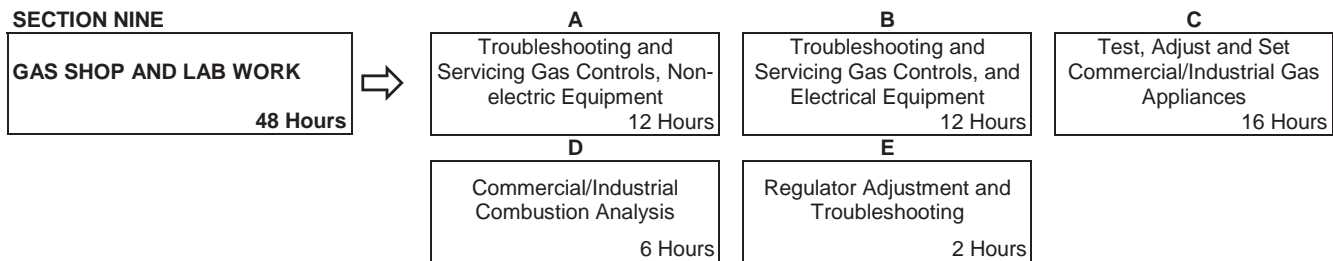 SECTION NINE
GAS SHOP AND LAB WORK
48 Hours
A
Troubleshooting and
Servicing Gas Controls, Non-
electric Equipment
12 Hours
B
Troubleshooting and
Servicing Gas Controls, and
Electrical Equipment
12 Hours
C
Test, Adjust and Set
Commercial/Industrial Gas
Appliances
16 Hours
D
Commercial/Industrial
Combustion Analysis
6 Hours
E
Regulator Adjustment and
Troubleshooting
2 Hours